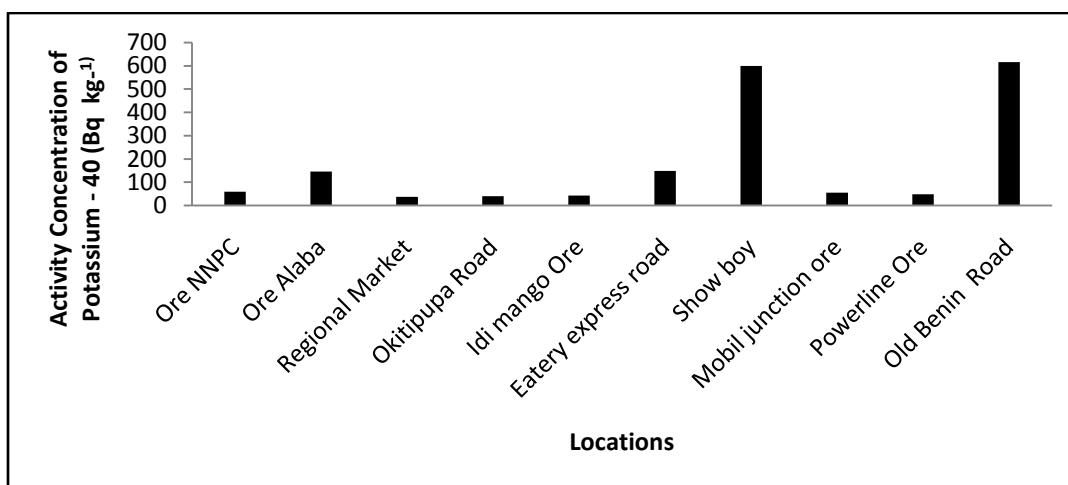 Activity Concentration of
Potassium - 40 (Bq kg-1)
700
600
500
400
300
200
100
0
Ore NNPC
Ore Alaba
Regional Market
Okitipupa Road
Idi mango Ore
Eatery express road
Show boy
Mobil junction ore
Powerline Ore
Old Benin Road
Locations